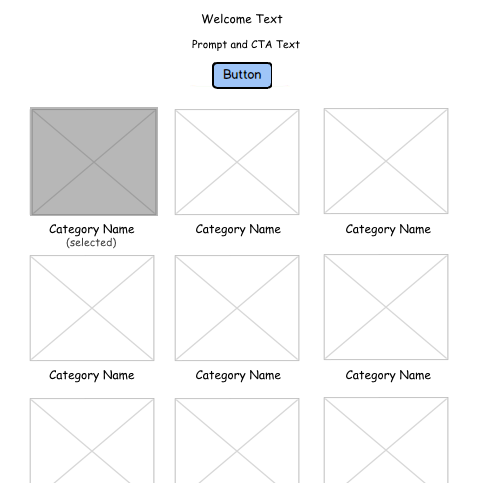 Welcome Text
Prompt and CTA Text
Button
Category Name
(selected)
Category Name
Category Name
Category Name
Category Name
Category Name